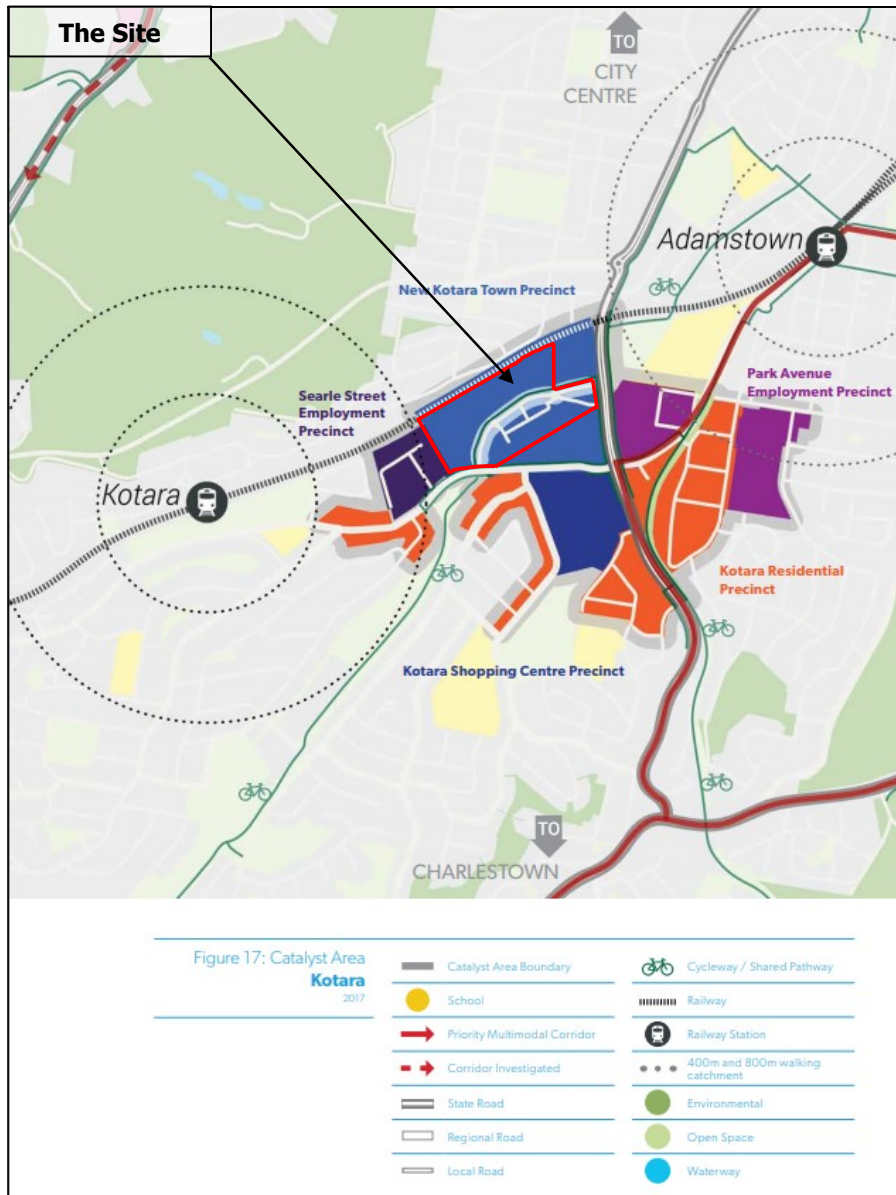 The Site
TO
CITY
CENTRE
Adamstown
New Kotara Town Precinct
Park Avenue
Employment Precinct
Searle Street
Employment
Precinct
Kotara
Kotara Residential
Precinct
Kotara Shopping Centre Precinct
TO
CHARLESTOWN
Figure 17: Catalyst Area
Kotara
2017
Catalyst Area Boundary
School
Priority Multimodal Corridor
Corridor Investigated
State Road
Regional Road
Local Road
Cycleway / Shared Pathway
Railway
Railway Station
400m and 800m walking
catchment
Environmental
Open Space
Waterway